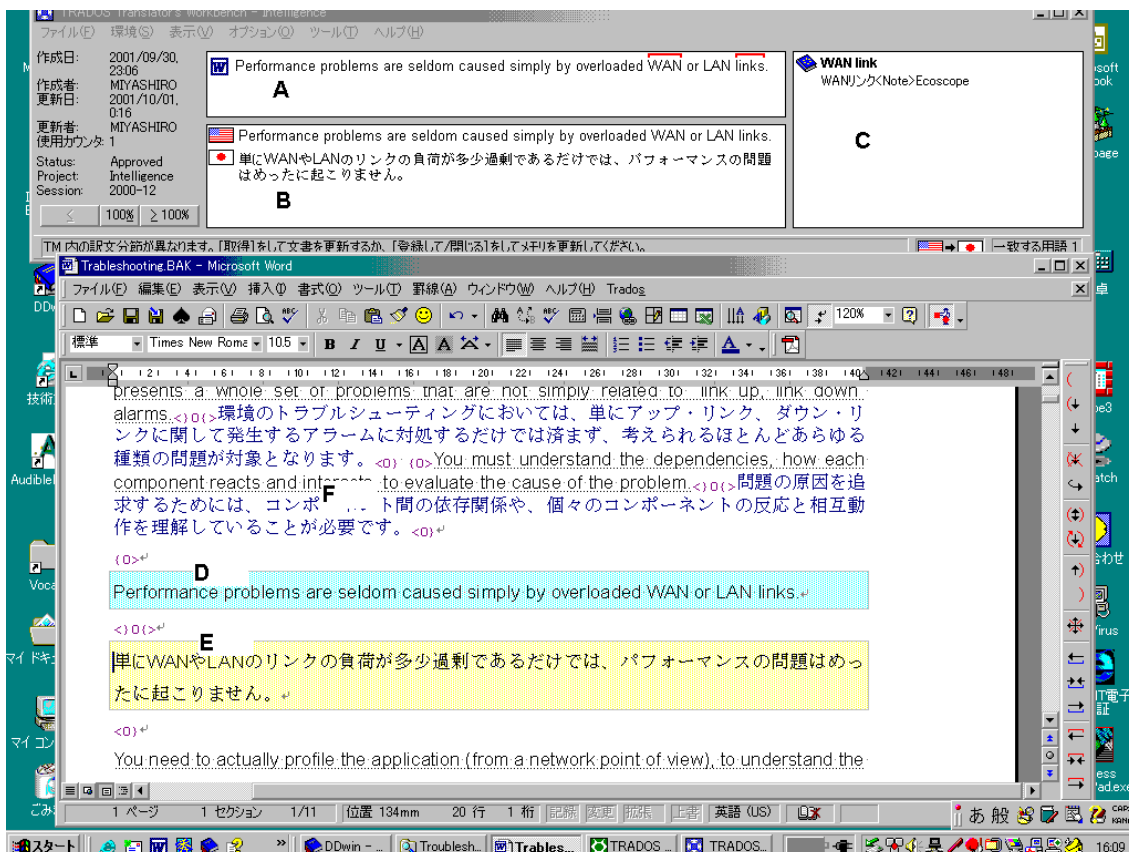 TRADOS Translator's Workbench - Intelligence
ファイル(F) 環境(S) 表示(V) オプション(O) ツール(T) ヘルプ(H)
作成日: 2001/09/30, 23:06
作成者: MIYASHIRO
更新日: 2001/10/01, 0:16
更新者: MIYASHIRO
使用カウンタ: 1
Status: Approved
Project: Intelligence
Session: 2000-12
≤ 100% ≥ 100%
Performance problems are seldom caused simply by overloaded WAN or LAN links.
A
Performance problems are seldom caused simply by overloaded WAN or LAN links.
単にWANやLANのリンクの負荷が多少過剰であるだけでは、パフォーマンスの問題
はめったに起こりません。
B
WAN link
WANリンク<Note>Ecoscope
C
TM 内の訳文分節が異なります。「取得」をして文書を更新するか、「登録して/閉じる」をしてメモリを更新してください。 一致する用語 1
Trableshooting.BAK - Microsoft Word
ファイル(F) 編集(E) 表示(V) 挿入(I) 書式(O) ツール(T) 罫線(A) ウィンドウ(W) ヘルプ(H) Trados
120%
標準 Times New Roma 10.5 B I U A A A
presents a whole set of problems that are not simply related to link up, link down
alarms.<}0{>環境のトラブルシューティングにおいては、単にアップ・リンク、ダウン・リ
ンクに関して発生するアラームに対処するだけでは済まず、考えられるほとんどあらゆる
種類の問題が対象となります。<0} {0>You must understand the dependencies, how each
component reacts and to evaluate the cause of the problem.<}0{>問題の原因を追
求するためには、コンポ ト間の依存関係や、個々のコンポーネントの反応と相互動
作を理解していることが必要です。<0}
F
{0>
D
Performance problems are seldom caused simply by overloaded WAN or LAN links.
<}0{>
E
単にWANやLANのリンクの負荷が多少過剰であるだけでは、パフォーマンスの問題はめっ
たに起こりません。
<0}
You need to actually profile the application (from a network point of view), to understand the
1 ページ 1 セクション 1/11 位置 134mm 20 行 1 桁 記録 変更 拡張 上書 英語 (US)
あ 般 CAPS KANA
スタート DDwin - ... Troublesh... Trables... TRADOS ... TRADOS... 16:09
技術
マイ ドキュ
マイ コン
ごみ